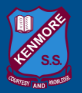 KENMORE
S.S.
COURTESY AND KNOWLEDGE